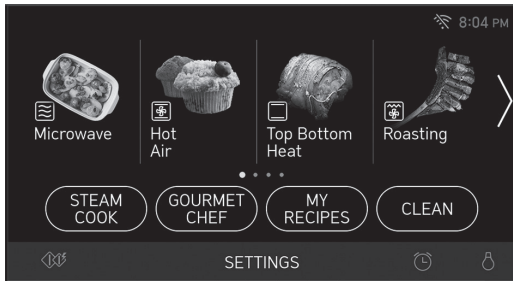 8:04 PM
Microwave
Hot
Air
Top Bottom
Heat
Roasting
STEAM
COOK
GOURMET
CHEF
MY
RECIPES
CLEAN
SETTINGS